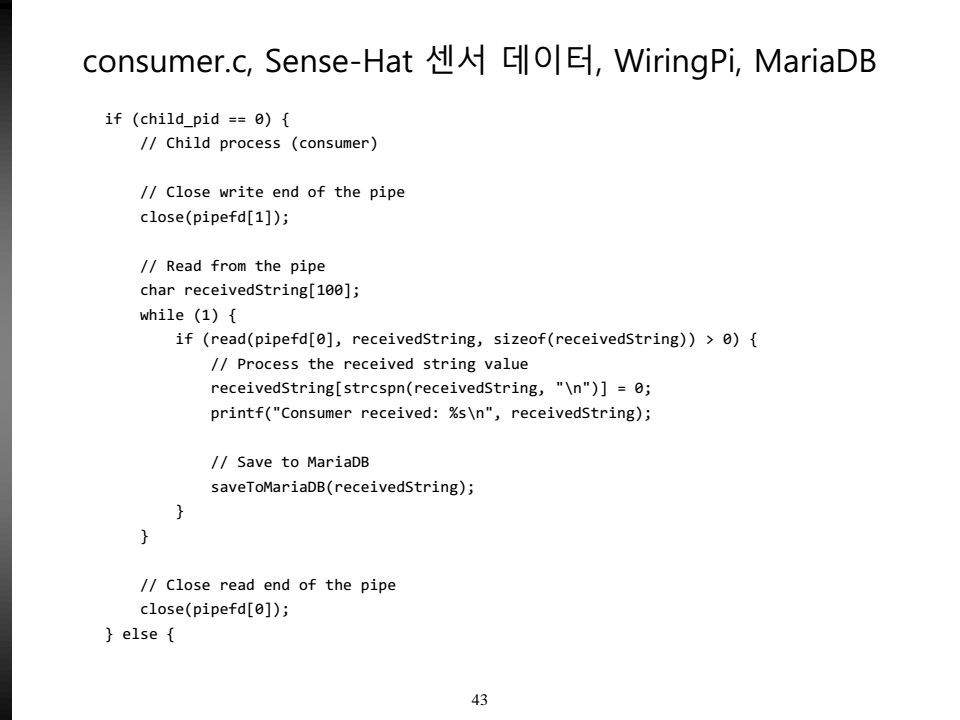 consumer.c, Sense-Hat 센서 데이터, WiringPi, MariaDB
if (child_pid == 0) {
    // Child process (consumer)

    // Close write end of the pipe
    close(pipefd[1]);

    // Read from the pipe
    char receivedString[100];
    while (1) {
        if (read(pipefd[0], receivedString, sizeof(receivedString)) > 0) {
            // Process the received string value
            receivedString[strcspn(receivedString, "\n")] = 0;
            printf("Consumer received: %s\n", receivedString);

            // Save to MariaDB
            saveToMariaDB(receivedString);
        }
    }

    // Close read end of the pipe
    close(pipefd[0]);
} else {
43